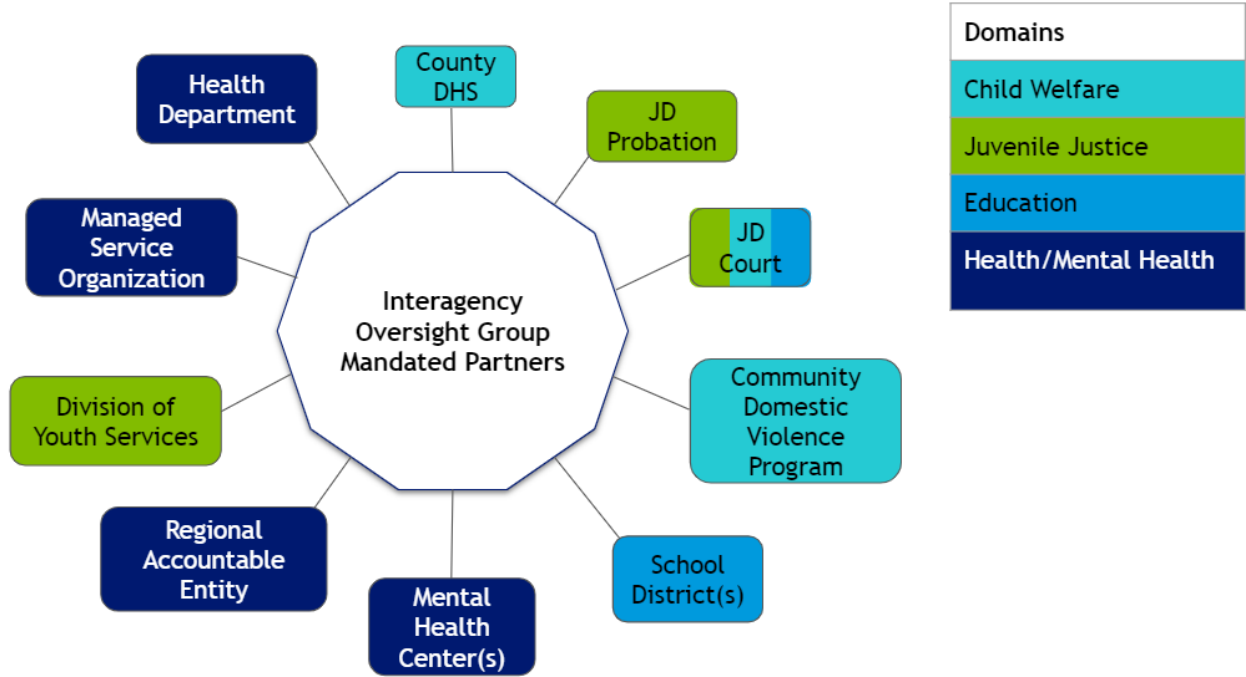 Health
Department
County
DHS
JD
Probation
Managed
Service
Organization
JD
Court
Interagency
Oversight Group
Mandated Partners
Community
Domestic
Violence
Program
Division of
Youth Services
Regional
Accountable
Entity
Mental
Health
Center(s)
School
District(s)
Domains
Child Welfare
Juvenile Justice
Education
Health/Mental Health